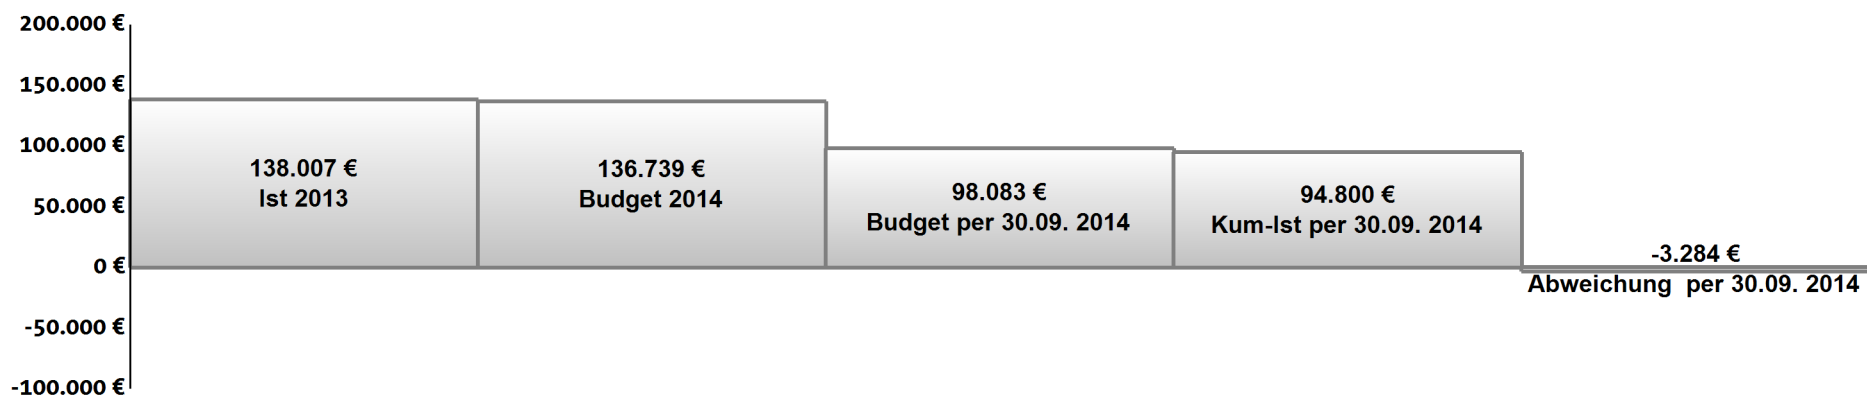 200.000 €
150.000 €
100.000 €
50.000 €
0 €
-50.000 €
-100.000 €
138.007 €
Ist 2013
136.739 €
Budget 2014
98.083 €
Budget per 30.09. 2014
94.800 €
Kum-Ist per 30.09. 2014
-3.284 €
Abweichung  per 30.09. 2014